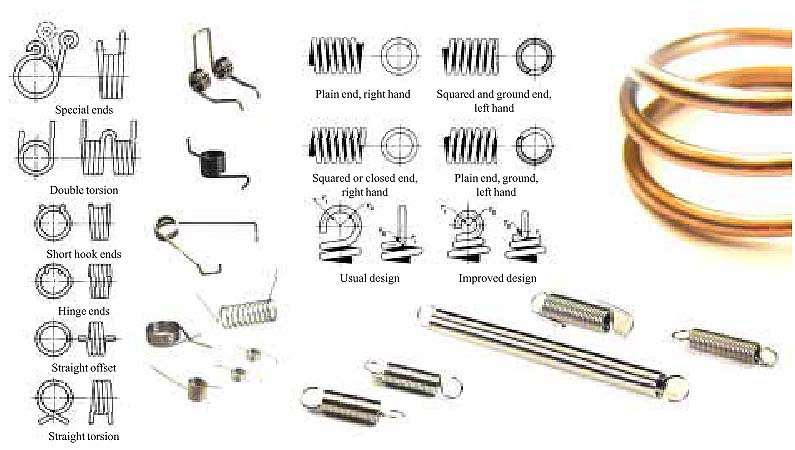 Special ends
Double torsion
Short hook ends
Hinge ends
Straight offset
Straight torsion
Plain end, right hand
Squared and ground end,
left hand
Squared or closed end,
right hand
Plain end, ground,
left hand
Usual design
Improved design